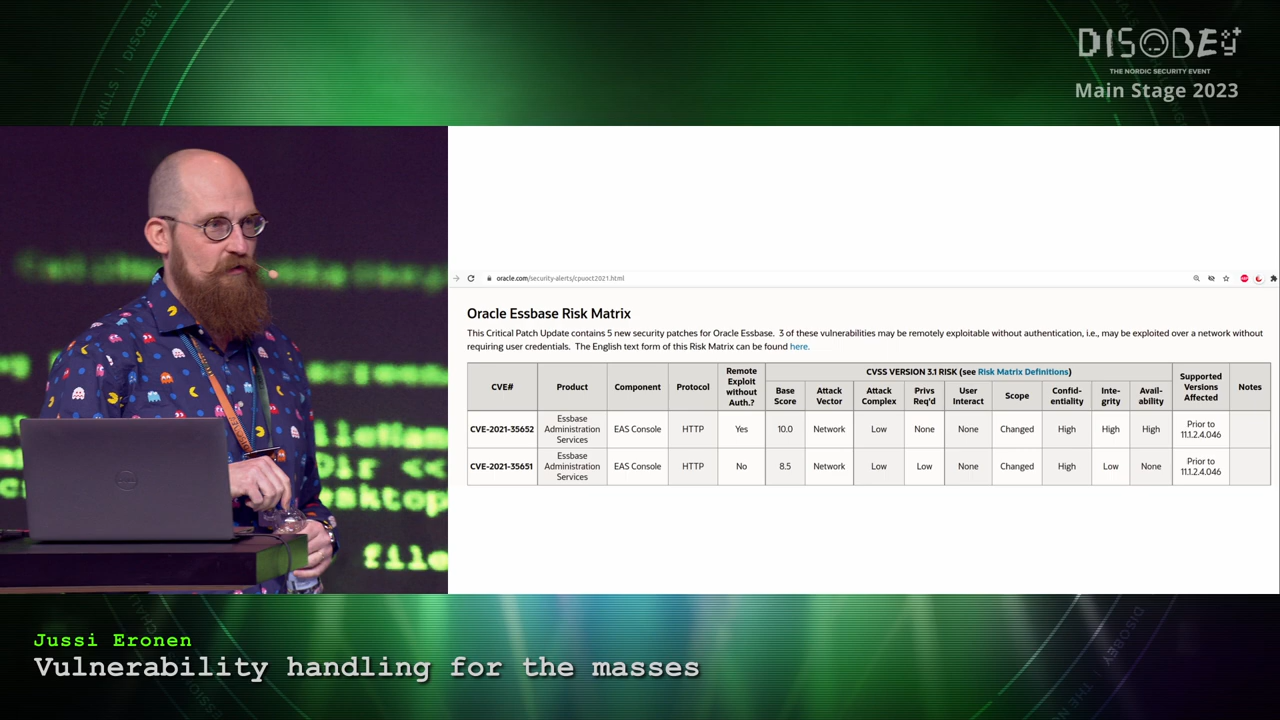 DISOBEY
THE NORDIC SECURITY EVENT
Main Stage 2023
SKILLS | DISOBEY
oracle.com/security-alerts/cpuoct2021.html
Oracle Essbase Risk Matrix
This Critical Patch Update contains 5 new security patches for Oracle Essbase. 3 of these vulnerabilities may be remotely exploitable without authentication, i.e., may be exploited over a network without
requiring user credentials. The English text form of this Risk Matrix can be found here.
CVE#
Product
Component
Protocol
Remote
Exploit
without
Auth.?
CVSS VERSION 3.1 RISK (see Risk Matrix Definitions)
Base
Score
Attack
Vector
Attack
Complex
Privs
Req'd
User
Interact
Scope
Confid-
entiality
Inte-
grity
Avail-
ability
Supported
Versions
Affected
Notes
CVE-2021-35652
Essbase
Administration
Services
EAS Console
HTTP
Yes
10.0
Network
Low
None
None
Changed
High
High
High
Prior to
11.1.2.4.046
CVE-2021-35651
Essbase
Administration
Services
EAS Console
HTTP
No
8.5
Network
Low
Low
None
Changed
High
Low
None
Prior to
11.1.2.4.046
Dir <<
esktop
file
Jussi Eronen
Vulnerability handling for the masses